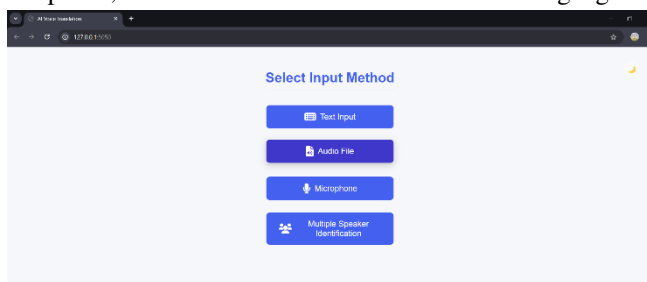 AI Voice Translation
127.0.0.1:5050
Select Input Method
Text Input
Audio File
Microphone
Multiple Speaker
Identification